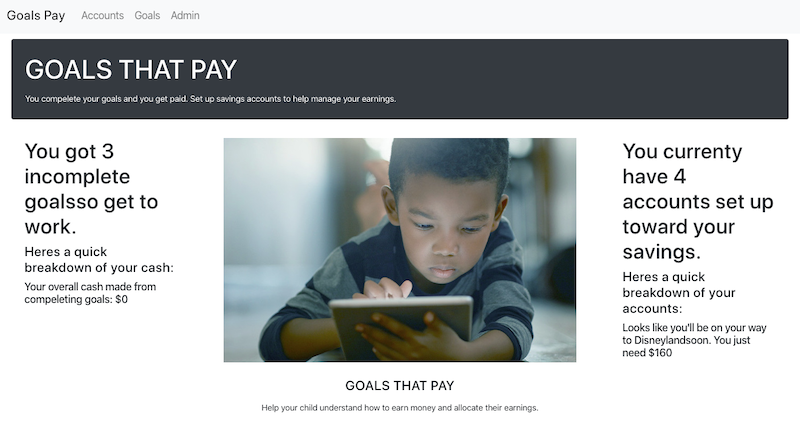 Goals Pay Accounts Goals Admin
GOALS THAT PAY
You compelete your goals and you get paid. Set up savings accounts to help manage your earnings.
You got 3
incomplete
goalsso get to
work.
Heres a quick
breakdown of your cash:
Your overall cash made from
compeleting goals: $0
GOALS THAT PAY
Help your child understand how to earn money and allocate their earnings.
You currenty
have 4
accounts set up
toward your
savings.
Heres a quick
breakdown of your
accounts:
Looks like you'll be on your way
to Disneylandsoon. You just
need $160